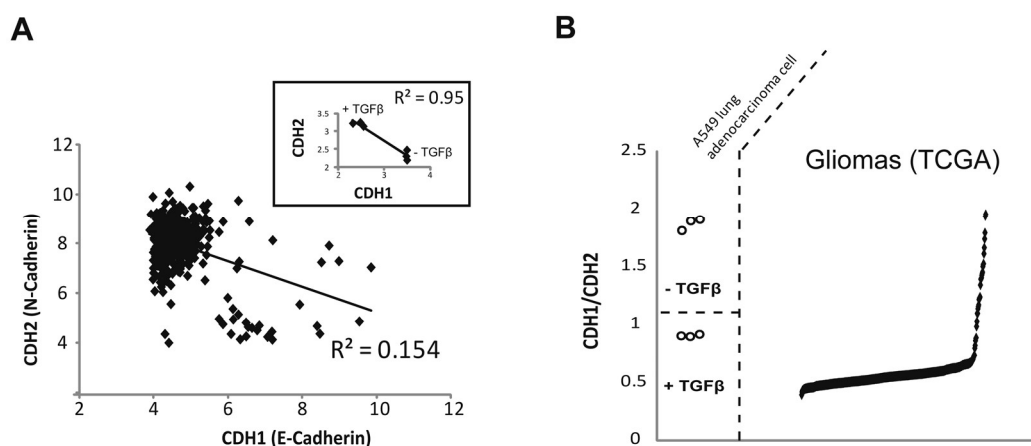 A
B
R² = 0.95
+ TGFβ
3.5
3
2.5
2
CDH2
- TGFβ
2 3 4
CDH1
12
10
8
6
4
CDH2 (N-Cadherin)
R² = 0.154
2 4 6 8 10 12
CDH1 (E-Cadherin)
A549 lung
adenocarcinoma cell
Gliomas (TCGA)
2.5
2
1.5
1
0.5
0
CDH1/CDH2
- TGFβ
+ TGFβ